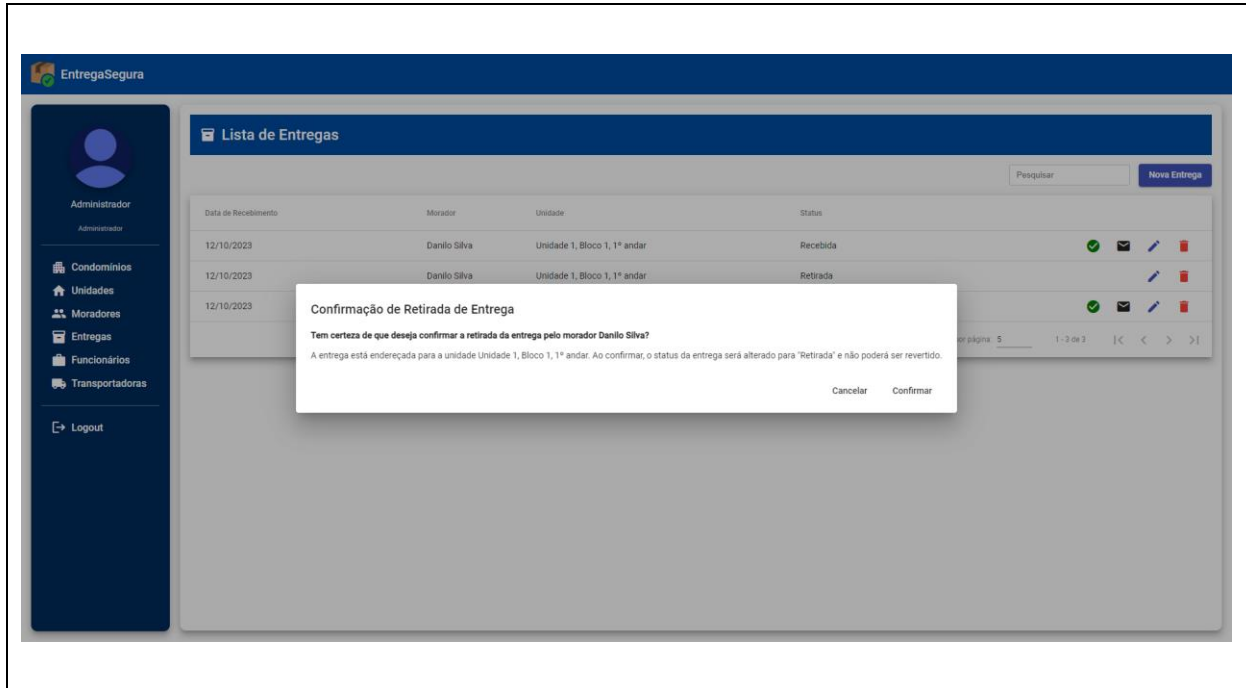 EntregaSegura
Administrador
Administrador
Condomínios
Unidades
Moradores
Entregas
Funcionários
Transportadoras
Logout
Lista de Entregas
Pesquisar
Nova Entrega
Data de Recebimento Morador Unidade Status
12/10/2023 Danilo Silva Unidade 1, Bloco 1, 1º andar Recebida
12/10/2023 Danilo Silva Unidade 1, Bloco 1, 1º andar Retirada
12/10/2023
Confirmação de Retirada de Entrega
Tem certeza de que deseja confirmar a retirada da entrega pelo morador Danilo Silva?
A entrega está endereçada para a unidade Unidade 1, Bloco 1, 1º andar. Ao confirmar, o status da entrega será alterado para "Retirada" e não poderá ser revertido.
Cancelar Confirmar
por página: 5 1 - 3 de 3